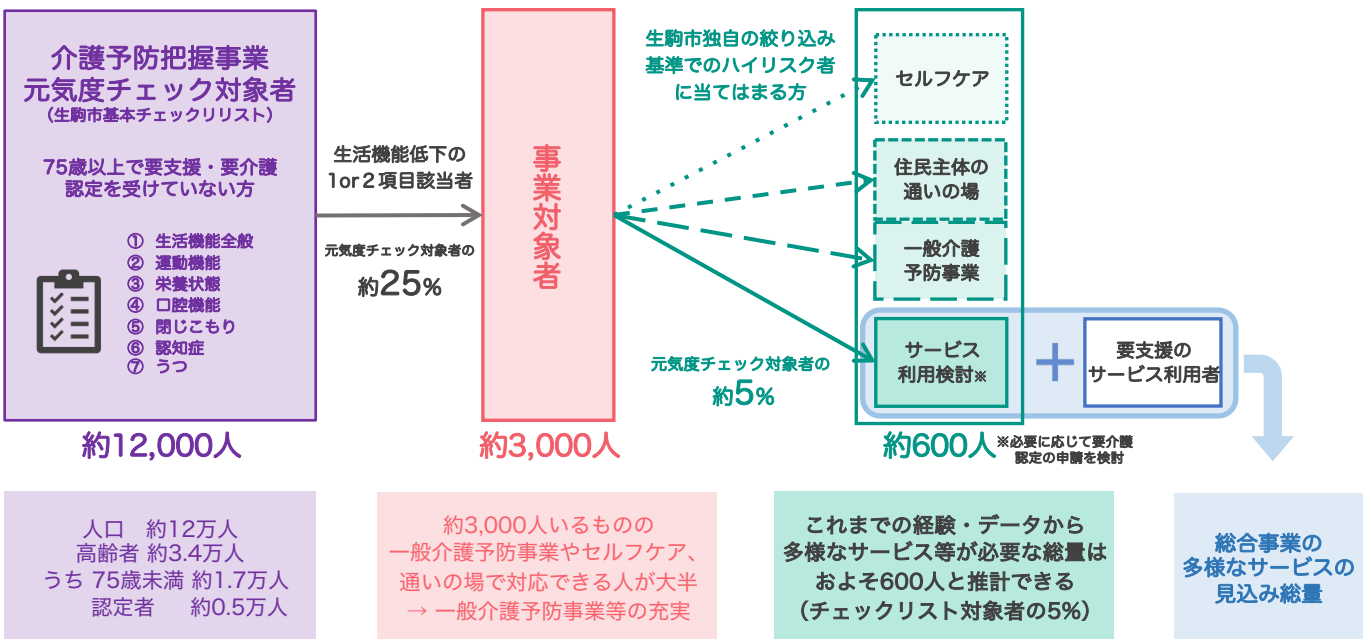 介護予防把握事業
元気度チェック対象者
（生駒市基本チェックリリスト）
75歳以上で要支援・要介護
認定を受けていない方
① 生活機能全般
② 運動機能
③ 栄養状態
④ 口腔機能
⑤ 閉じこもり
⑥ 認知症
⑦ うつ
約12,000人
生活機能低下の
1or２項目該当者
元気度チェック対象者の
約25%
事業対象者
約3,000人
生駒市独自の絞り込み
基準でのハイリスク者
に当てはまる方
元気度チェック対象者の
約5%
セルフケア
住民主体の
通いの場
一般介護
予防事業
サービス
利用検討※
＋
要支援の
サービス利用者
約600人
※必要に応じて要介護
認定の申請を検討
人口　約12万人
高齢者 約3.4万人
うち 75歳未満 約1.7万人
認定者　約0.5万人
約3,000人いるものの
一般介護予防事業やセルフケア、
通いの場で対応できる人が大半
→ 一般介護予防事業等の充実
これまでの経験・データから
多様なサービス等が必要な総量は
およそ600人と推計できる
（チェックリスト対象者の5%）
総合事業の
多様なサービスの
見込み総量